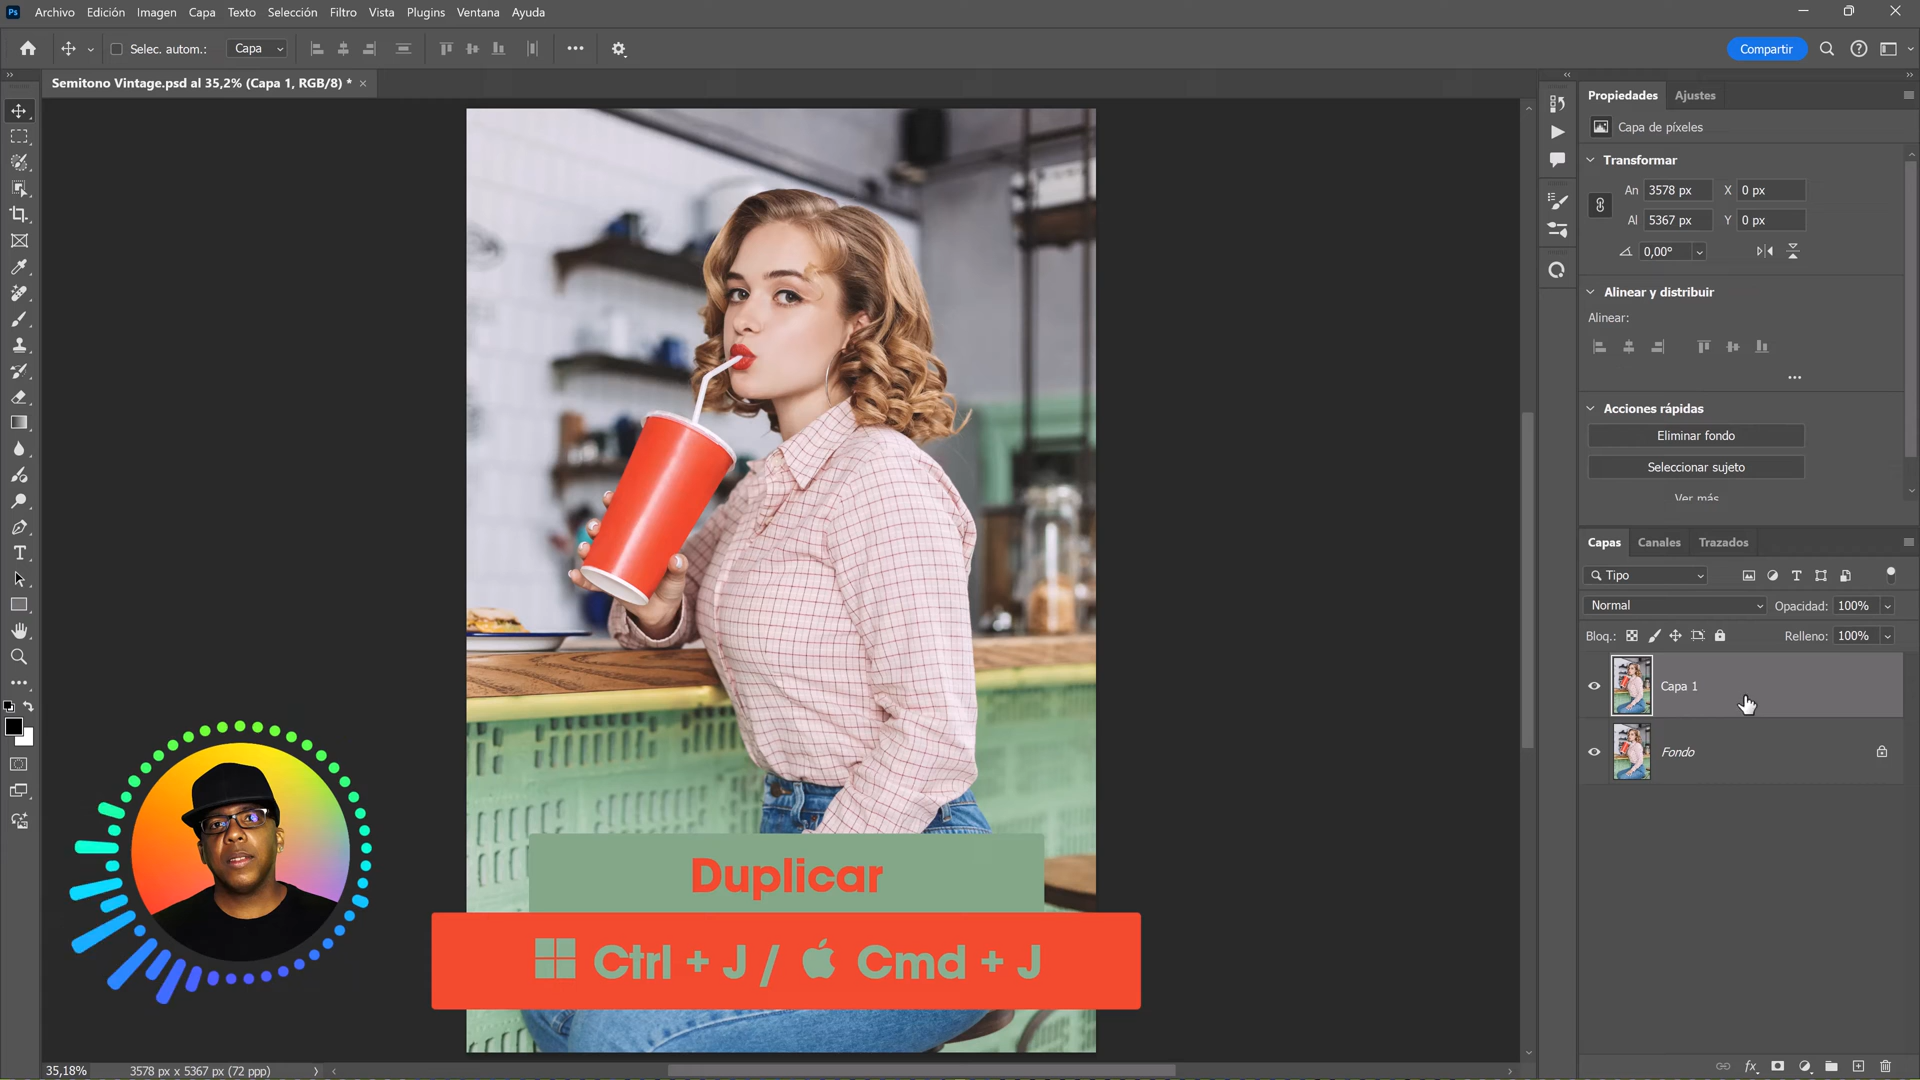 Ps Archivo Edición Imagen Capa Texto Selección Filtro Vista Plugins Ventana Ayuda
Selec. autom.: Capa Compartir
Semitono Vintage.psd al 35,2% (Capa 1, RGB/8) *
Propiedades Ajustes
Capa de píxeles
Transformar
An 3578 px X 0 px
Al 5367 px Y 0 px
0,00°
Alinear y distribuir
Alinear:
Acciones rápidas
Eliminar fondo
Seleccionar sujeto
Ver más
Capas Canales Trazados
Tipo
Normal Opacidad: 100%
Bloq.: Relleno: 100%
Capa 1
Fondo
Duplicar
Ctrl + J / Cmd + J
35,18% 3578 px x 5367 px (72 ppp)